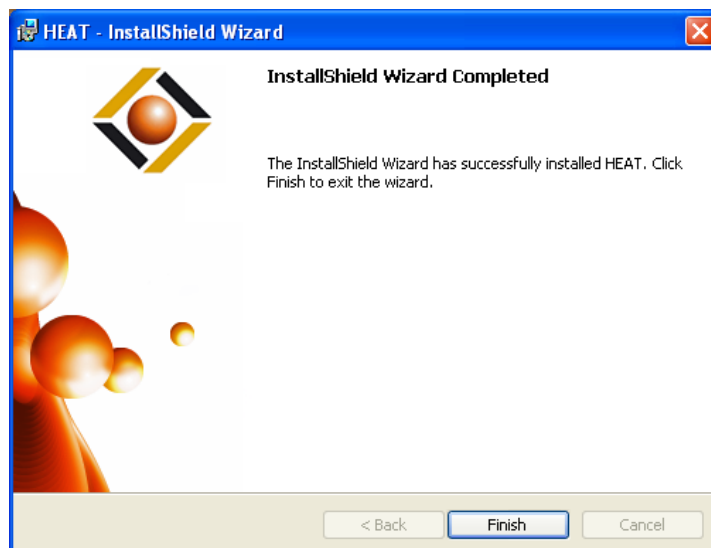 HEAT - InstallShield Wizard
InstallShield Wizard Completed
The InstallShield Wizard has successfully installed HEAT. Click
Finish to exit the wizard.
< Back
Finish
Cancel